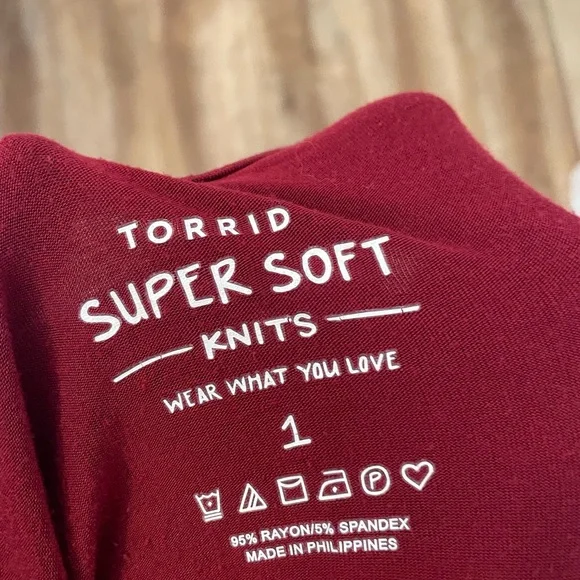 TORRID
SUPER SOFT
KNITS
WEAR WHAT YOU LOVE
1
P
95% RAYON/5% SPANDEX
MADE IN PHILIPPINES